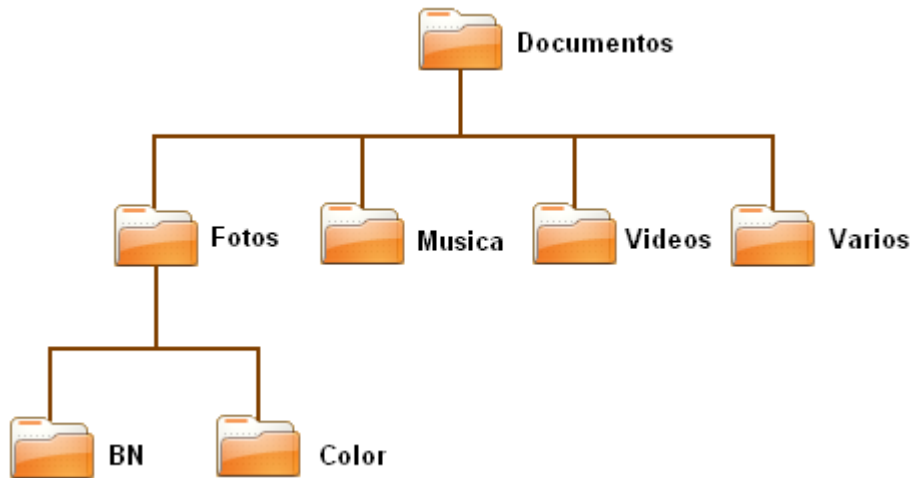 Documentos
Fotos
Musica
Videos
Varios
BN
Color